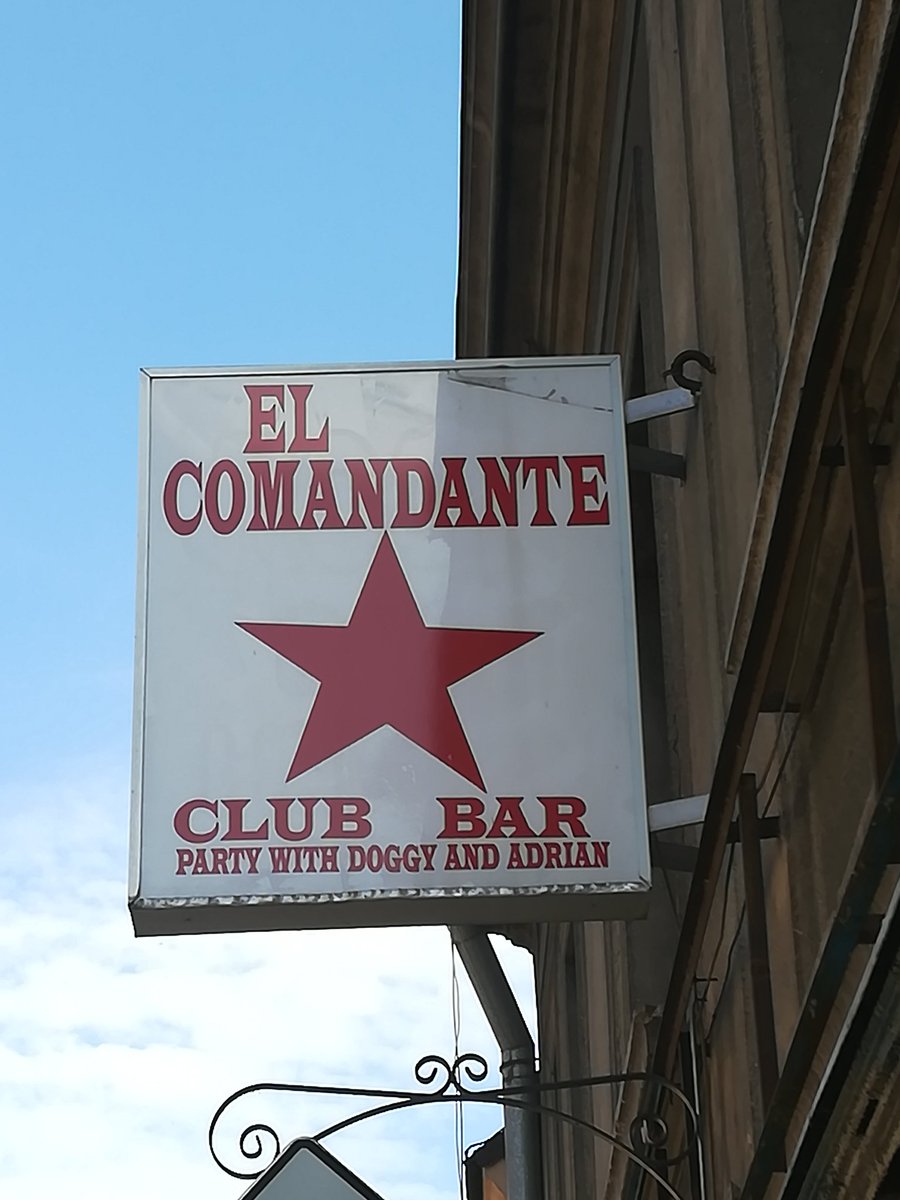 EL
COMANDANTE
CLUB BAR
PARTY WITH DOGGY AND ADRIAN